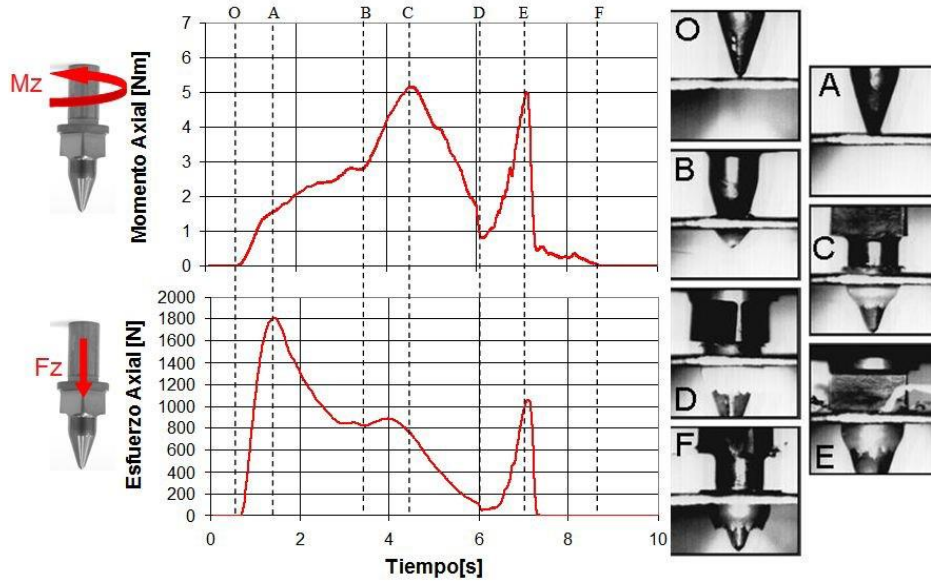 O A B C D E F
Mz
Momento Axial [Nm]
7
6
5
4
3
2
1
0
Fz
Esfuerzo Axial [N]
2000
1800
1600
1400
1200
1000
800
600
400
200
0
0 2 4 6 8 10
Tiempo[s]
O
A
B
C
D
E
F